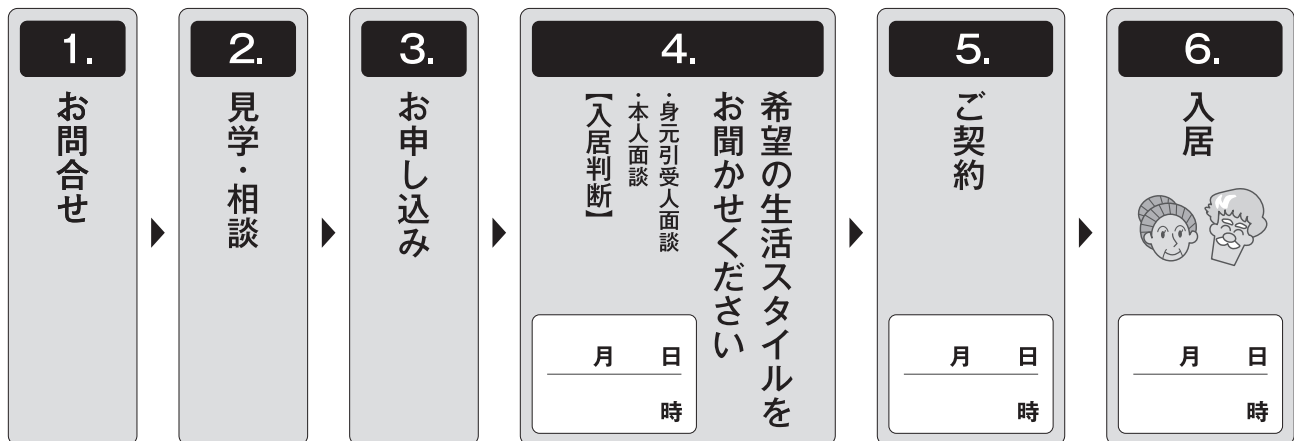 1.
お問合せ
2.
見学・相談
3.
お申し込み
4.
希望の生活スタイルを
お聞かせください
・身元引受人面談
・本人面談
【入居判断】
月 日
時
5.
ご契約
月 日
時
6.
入居
月 日
時